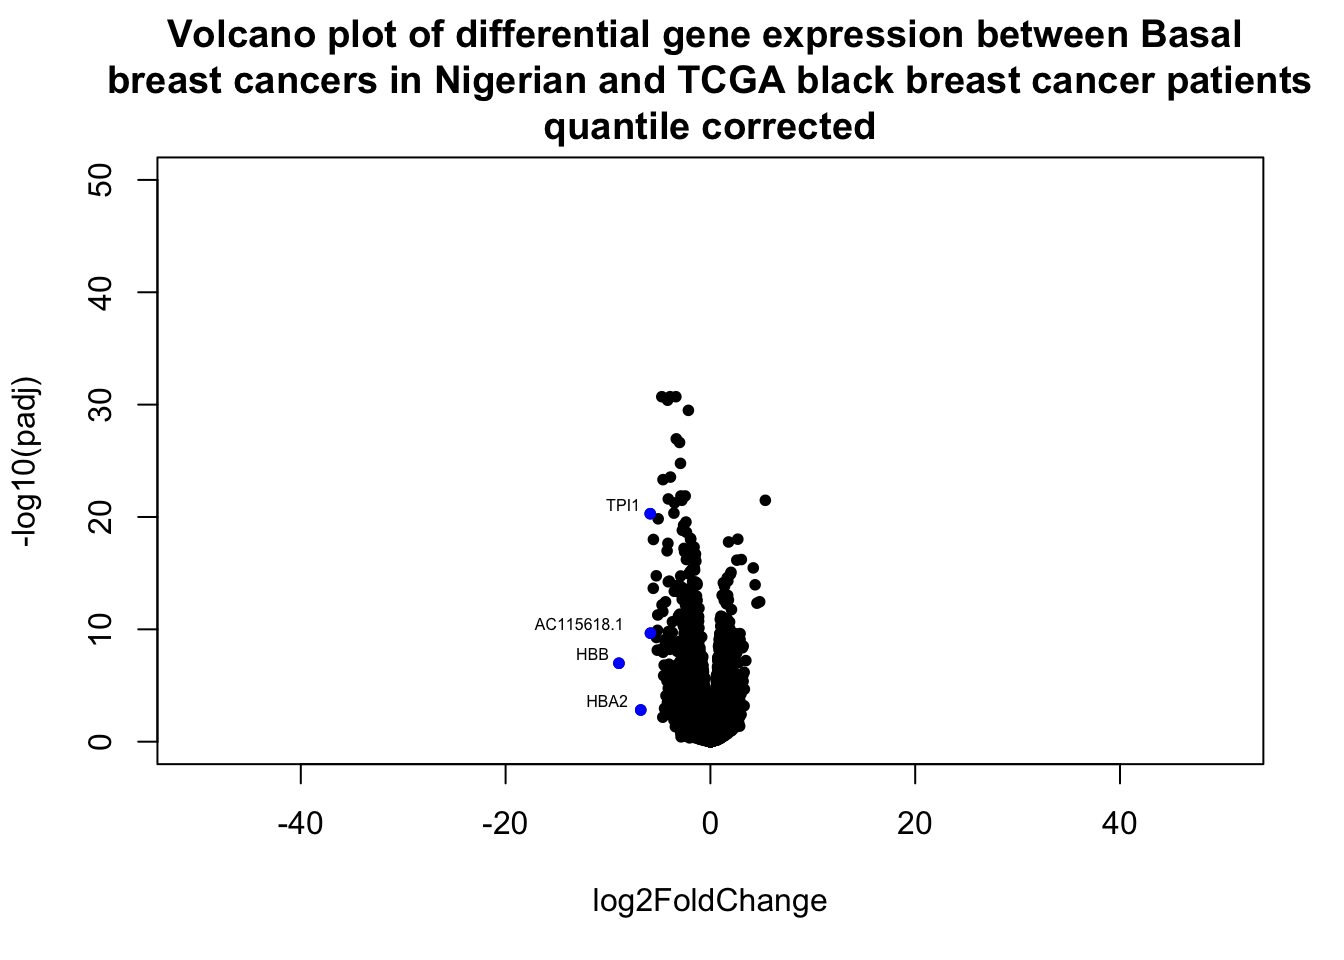 Volcano plot of differential gene expression between Basal
breast cancers in Nigerian and TCGA black breast cancer patients
quantile corrected
50
40
30
20
10
0
-log10(padj)
TPI1
AC115618.1
HBB
HBA2
-40
-20
0
20
40
log2FoldChange